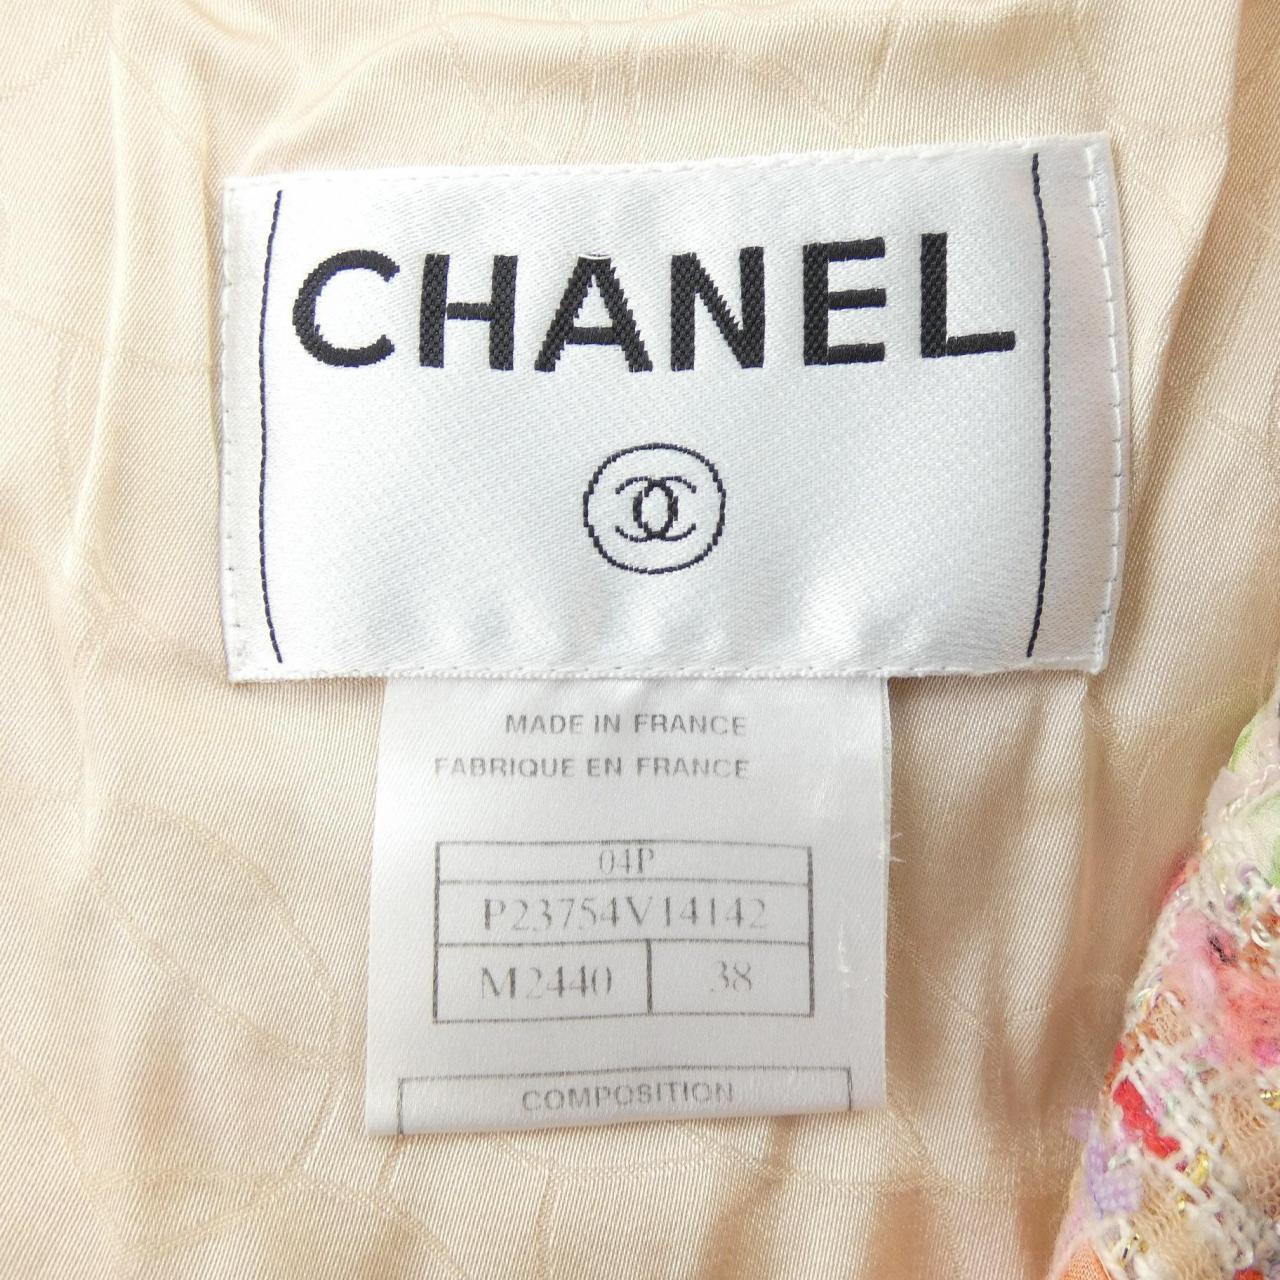 CHANEL
MADE IN FRANCE
FABRIQUE EN FRANCE
04P
P23754V14142
M2440 38
COMPOSITION